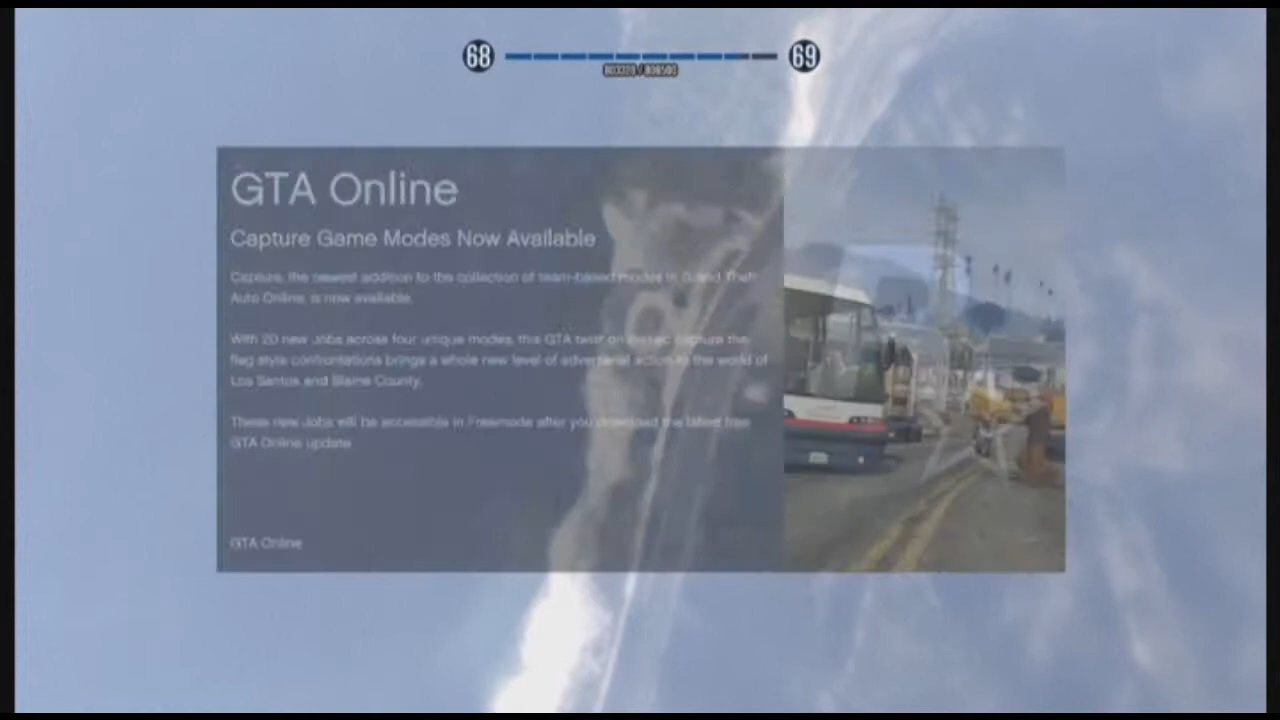 68 69
803320 / 806500
GTA Online
Capture Game Modes Now Available
Capture, the newest addition to the collection of team-based modes in Grand Theft
Auto Online, is now available.
With 20 new Jobs across four unique modes, this GTA twist on capture the
flag style confrontations brings a whole new level of adversarial action to the world of
Los Santos and Blaine County.
These new Jobs will be accessible in Freemode after you download the latest free
GTA Online update
GTA Online